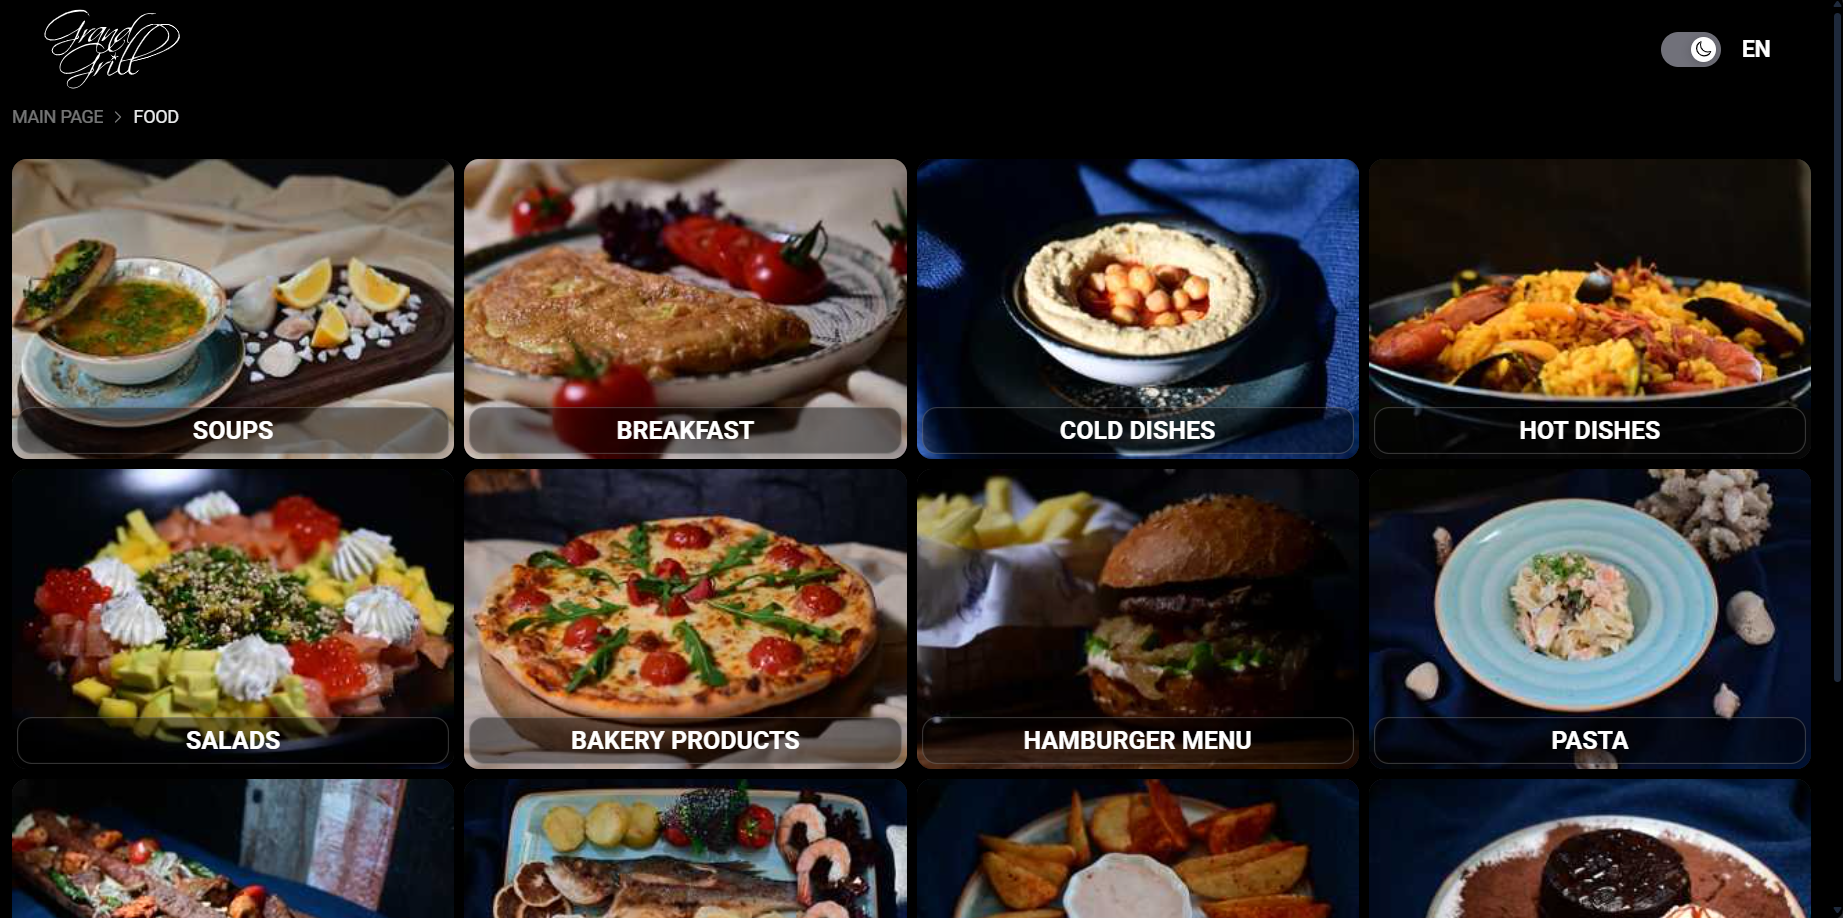 Grand
Grill
EN
MAIN PAGE > FOOD
SOUPS
BREAKFAST
COLD DISHES
HOT DISHES
SALADS
BAKERY PRODUCTS
HAMBURGER MENU
PASTA